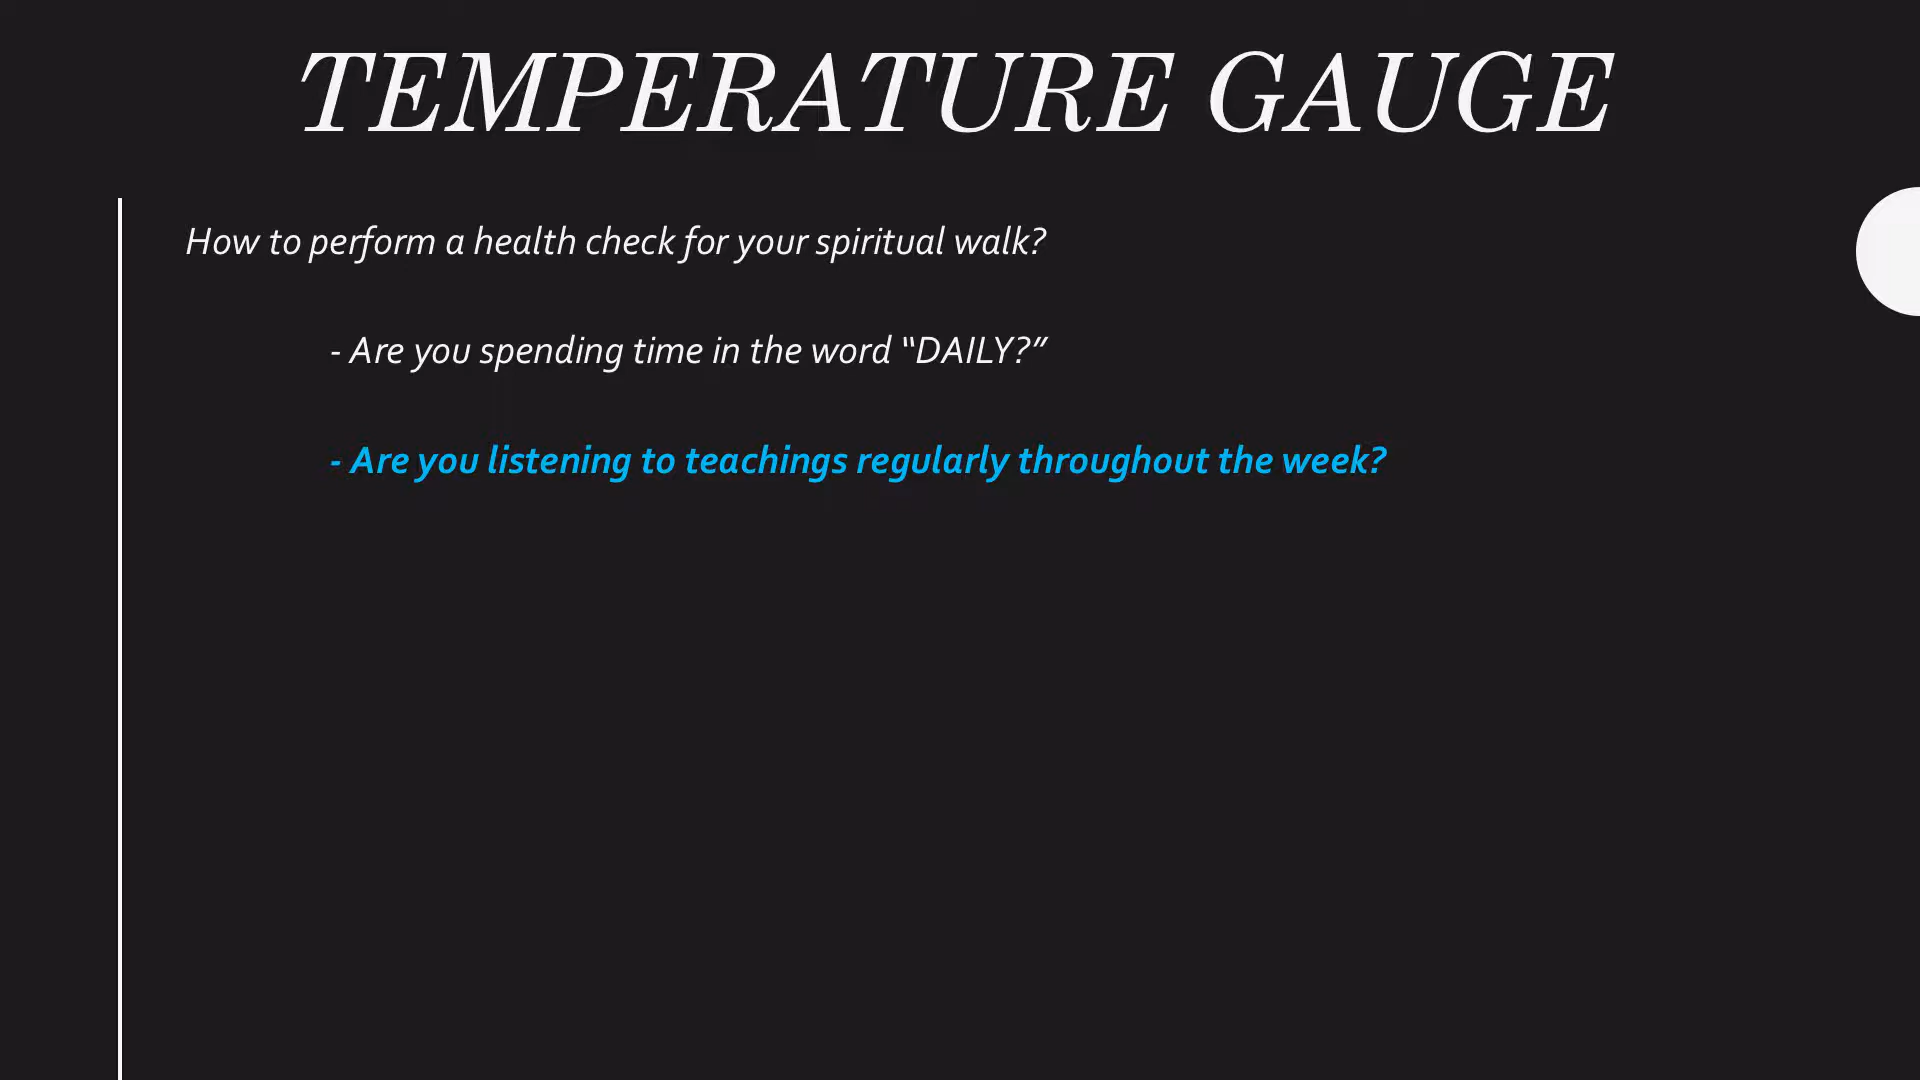 TEMPERATURE GAUGE
How to perform a health check for your spiritual walk?
- Are you spending time in the word “DAILY?”
- Are you listening to teachings regularly throughout the week?